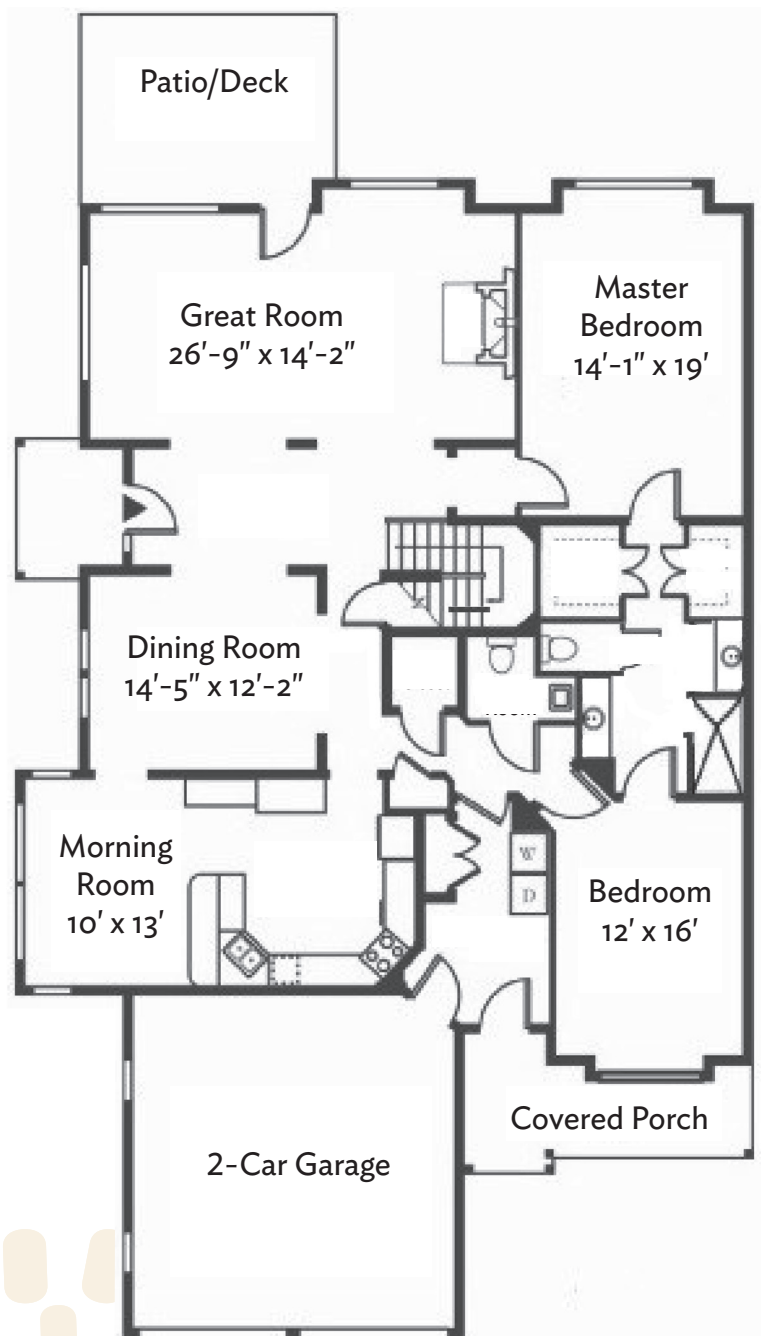 Patio/Deck
Great Room
26'-9" x 14'-2"
Master
Bedroom
14'-1" x 19'
Dining Room
14'-5" x 12'-2"
Morning
Room
10' x 13'
W
D
Bedroom
12' x 16'
Covered Porch
2-Car Garage